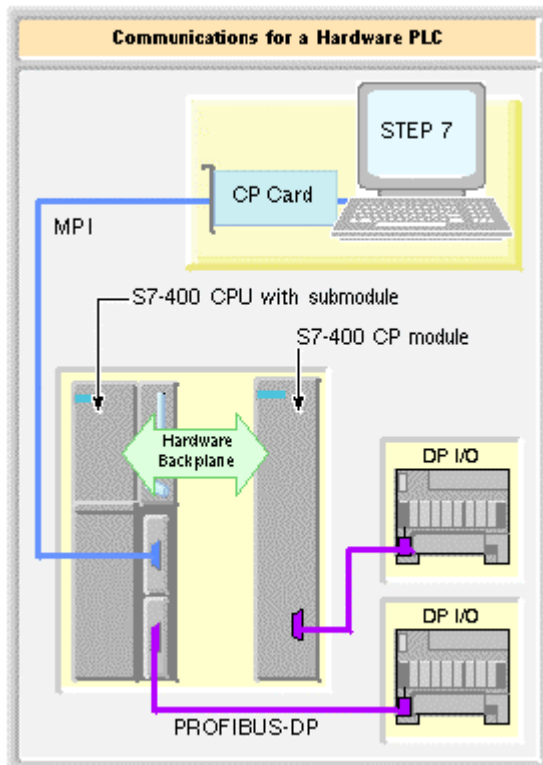 Communications for a Hardware PLC
STEP 7
CP Card
MPI
S7-400 CPU with submodule
S7-400 CP module
Hardware
Backplane
DP I/O
DP I/O
PROFIBUS-DP